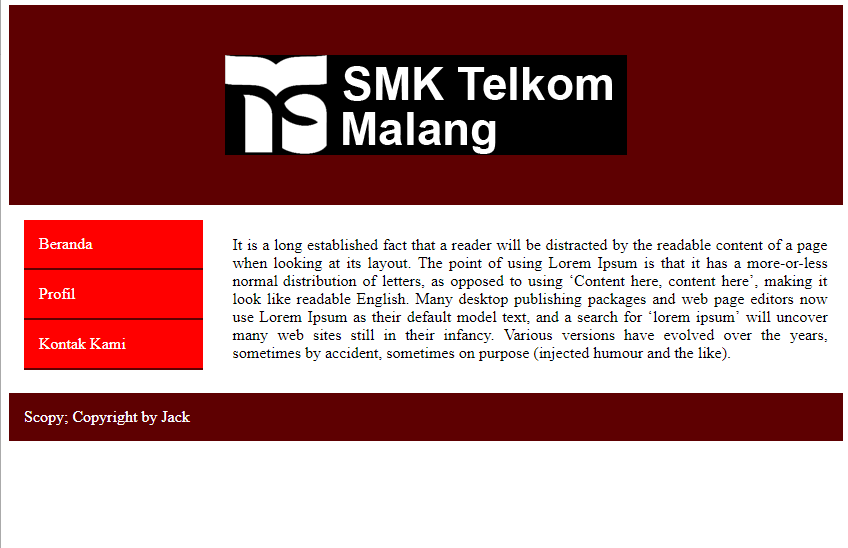 SMK Telkom
Malang
Beranda
Profil
Kontak Kami
It is a long established fact that a reader will be distracted by the readable content of a page
when looking at its layout. The point of using Lorem Ipsum is that it has a more-or-less
normal distribution of letters, as opposed to using ‘Content here, content here’, making it
look like readable English. Many desktop publishing packages and web page editors now
use Lorem Ipsum as their default model text, and a search for ‘lorem ipsum’ will uncover
many web sites still in their infancy. Various versions have evolved over the years,
sometimes by accident, sometimes on purpose (injected humour and the like).
Scopy; Copyright by Jack